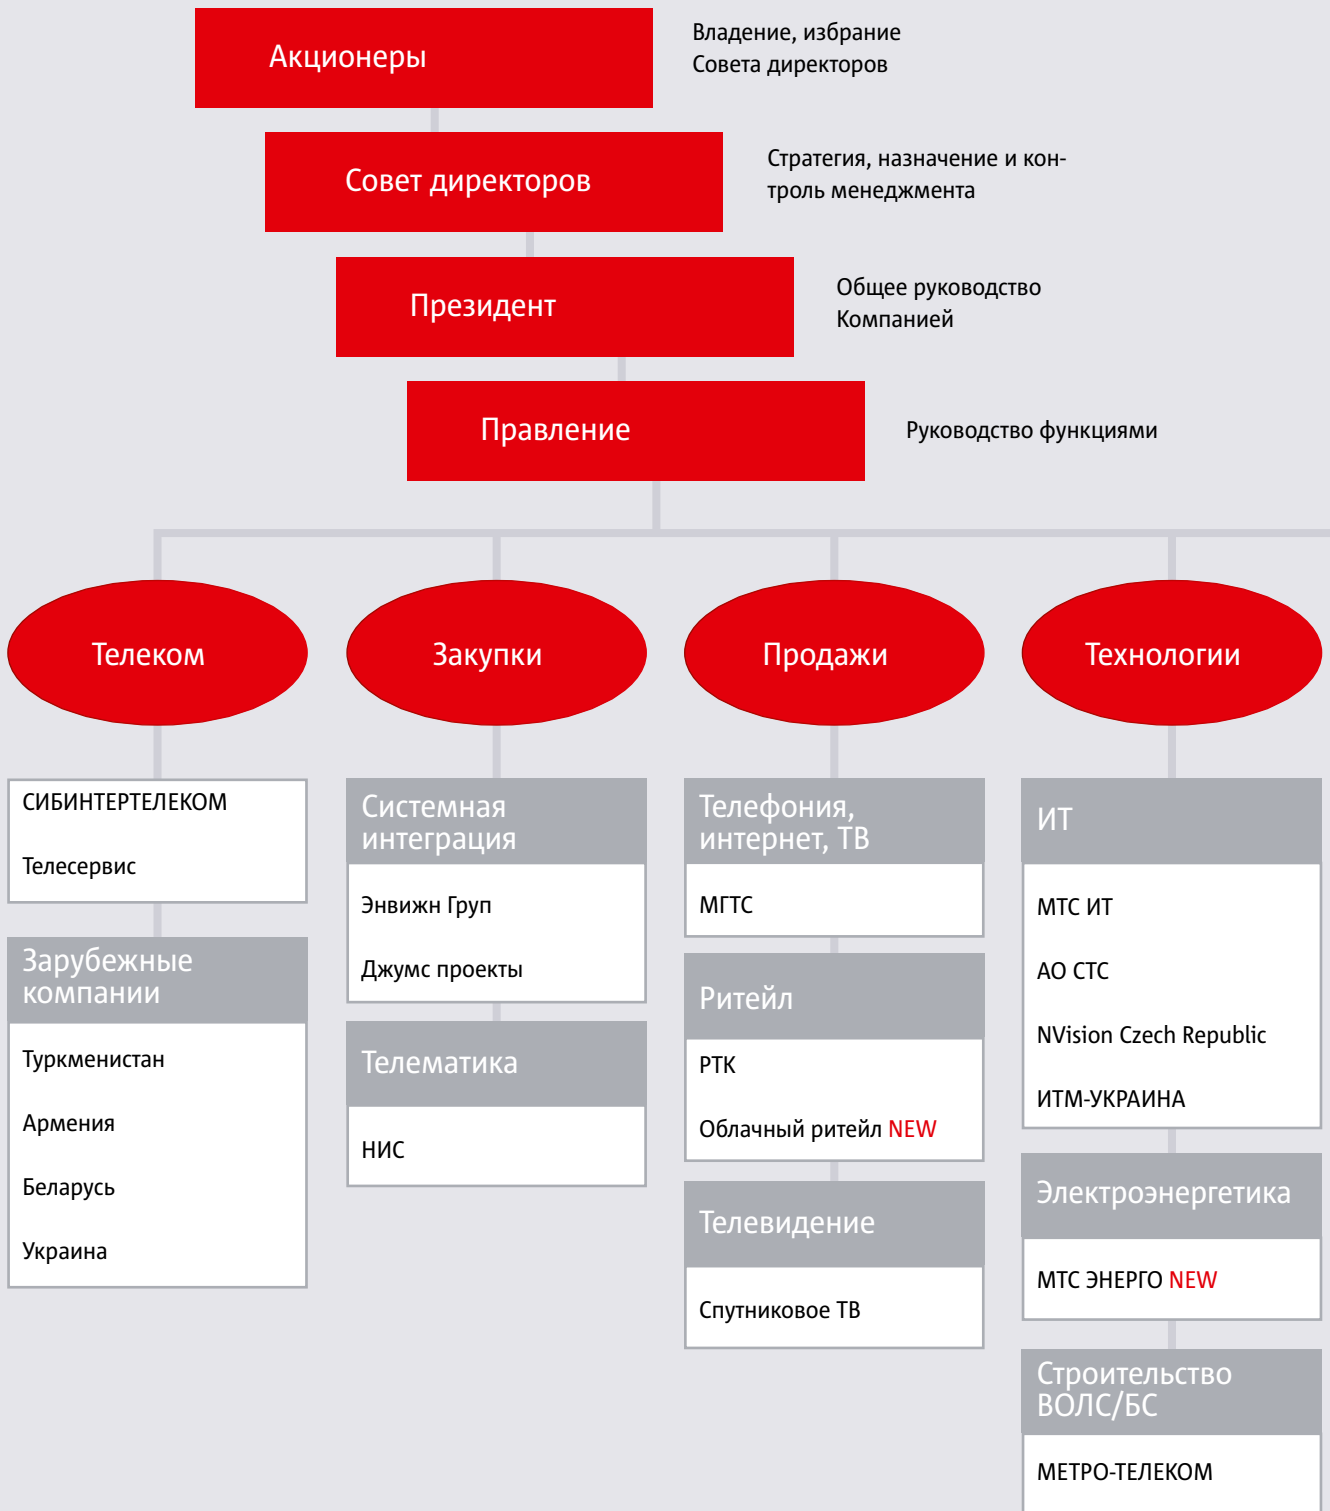 Акционеры
Владение, избрание
Совета директоров
Совет директоров
Стратегия, назначение и кон-
троль менеджмента
Президент
Общее руководство
Компанией
Правление
Руководство функциями
Телеком
Закупки
Продажи
Технологии
СИБИНТЕРТЕЛЕКОМ
Телесервис
Зарубежные
компании
Туркменистан
Армения
Беларусь
Украина
Системная
интеграция
Энвижн Груп
Джумс проекты
Телематика
НИС
Телефония,
интернет, ТВ
МГТС
Ритейл
РТК
Облачный ритейл NEW
Телевидение
Спутниковое ТВ
ИТ
МТС ИТ
АО СТС
NVision Czech Republic
ИТМ-УКРАИНА
Электроэнергетика
МТС ЭНЕРГО NEW
Строительство
ВОЛС/БС
МЕТРО-ТЕЛЕКОМ